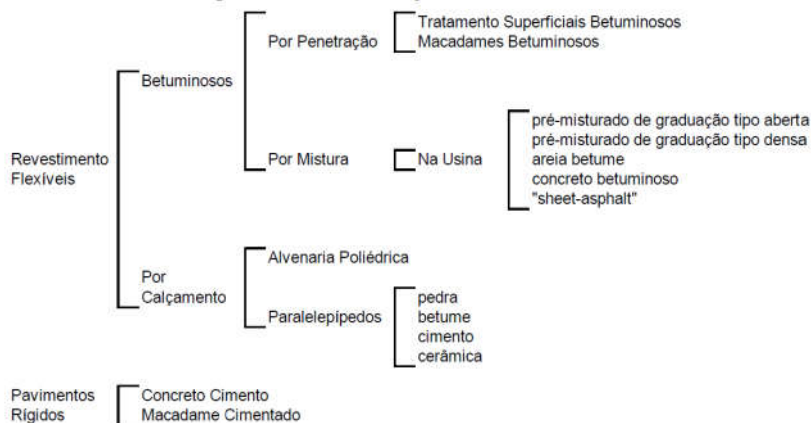 Tratamento Superficiais Betuminosos
Por Penetração
Macadames Betuminosos
Betuminosos
pré-misturado de graduação tipo aberta
pré-misturado de graduação tipo densa
Revestimento
Flexíveis
Por Mistura
Na Usina
areia betume
concreto betuminoso
"sheet-asphalt"
Alvenaria Poliédrica
Por
Calçamento
Paralelepípedos
pedra
betume
cimento
cerâmica
Pavimentos
Rígidos
Concreto Cimento
Macadame Cimentado